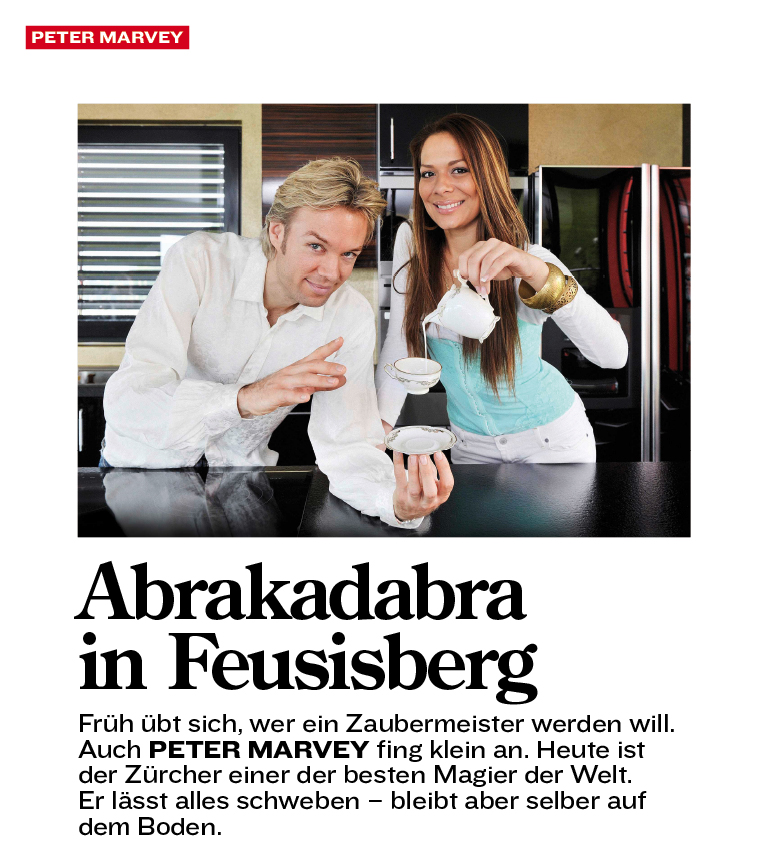 PETER MARVEY
Abrakadabra
in Feusisberg
Früh übt sich, wer ein Zaubermeister werden will.
Auch PETER MARVEY fing klein an. Heute ist
der Zürcher einer der besten Magier der Welt.
Er lässt alles schweben – bleibt aber selber auf
dem Boden.